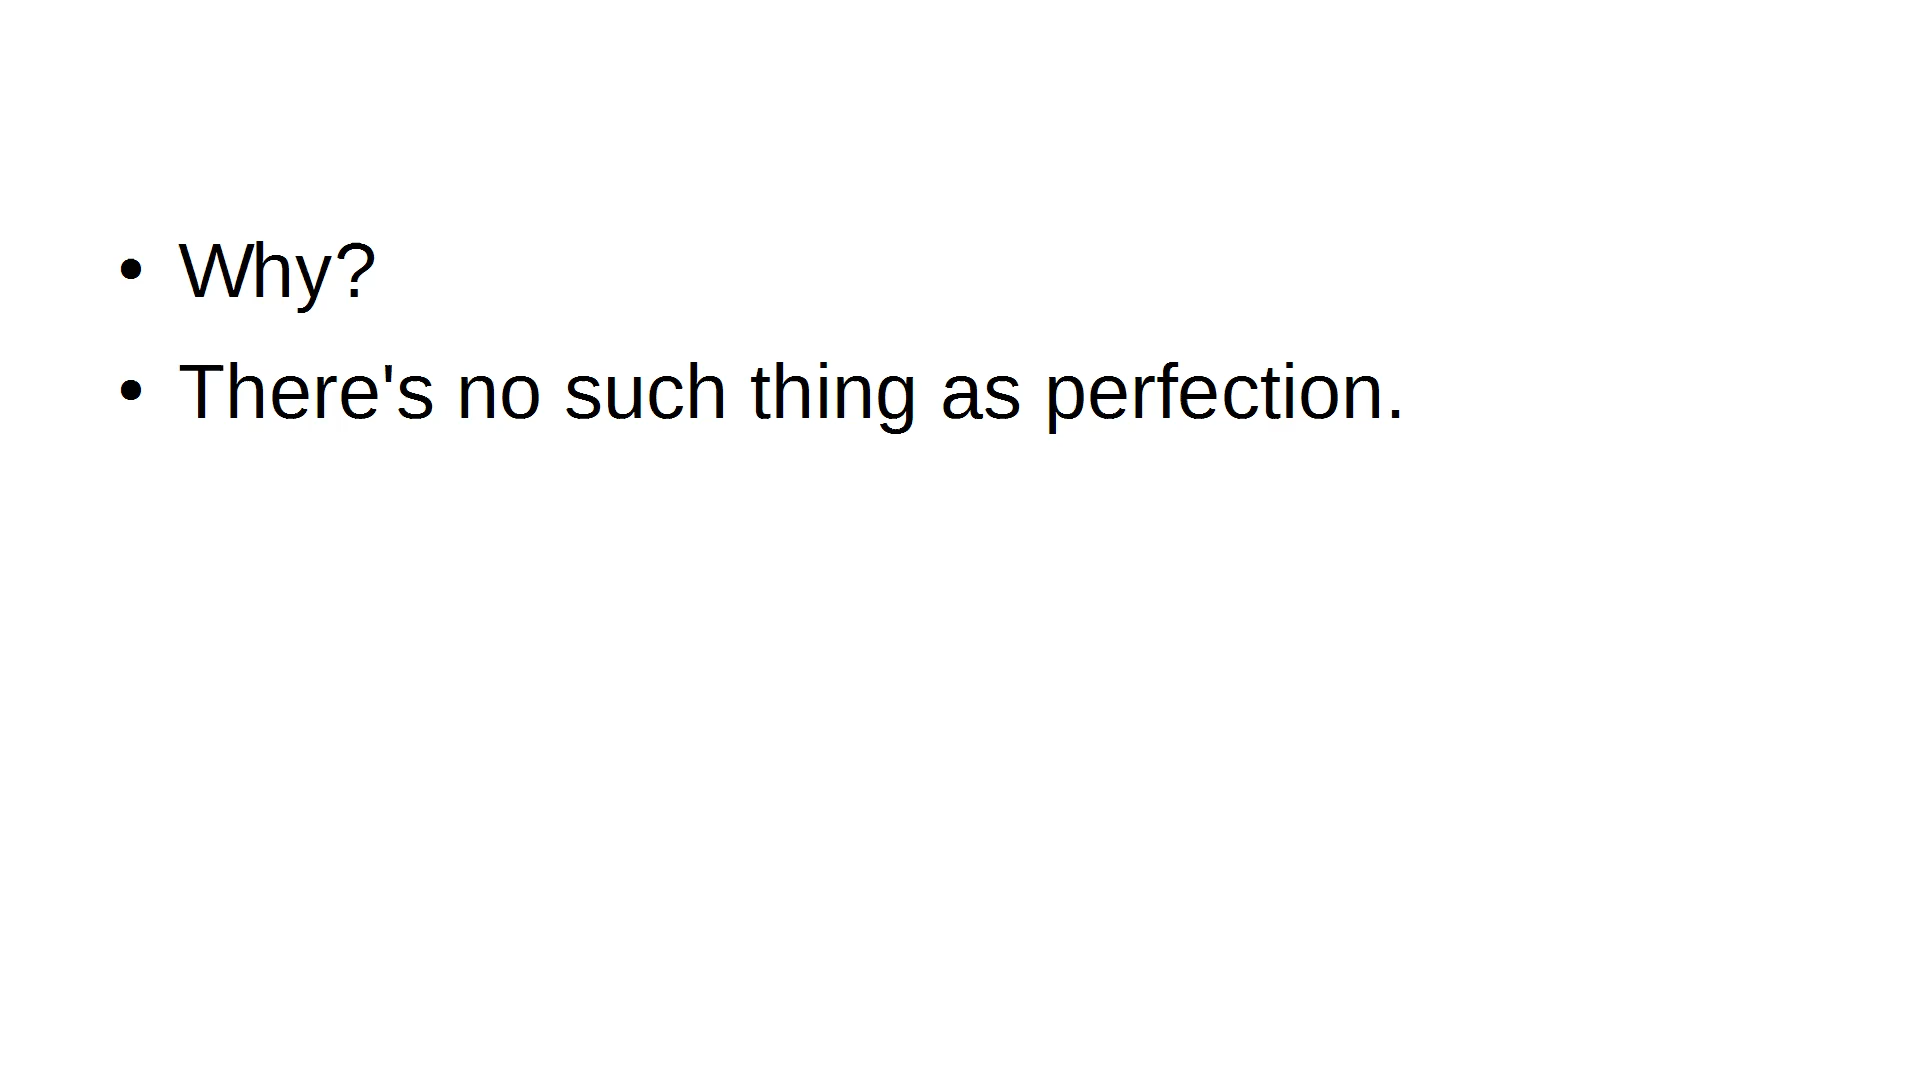 • Why?
• There's no such thing as perfection.